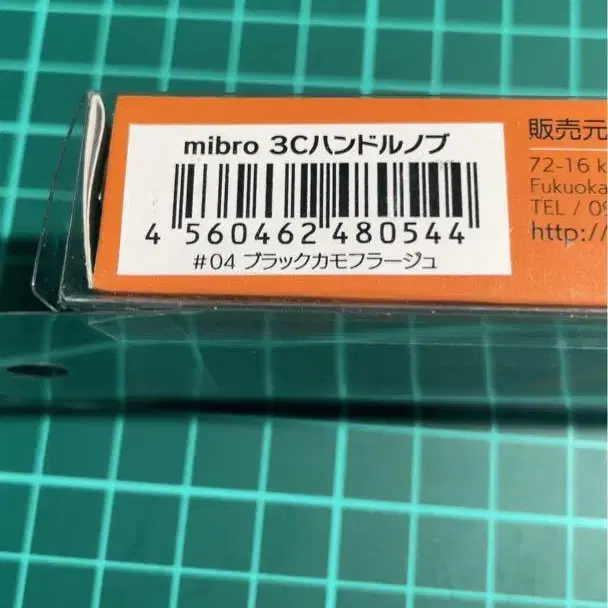 mibro 3Cハンドルノブ
4 560462 480544
#04 ブラックカモフラージュ
販売元
72-16 k
Fukuoka
TEL / 09
http://